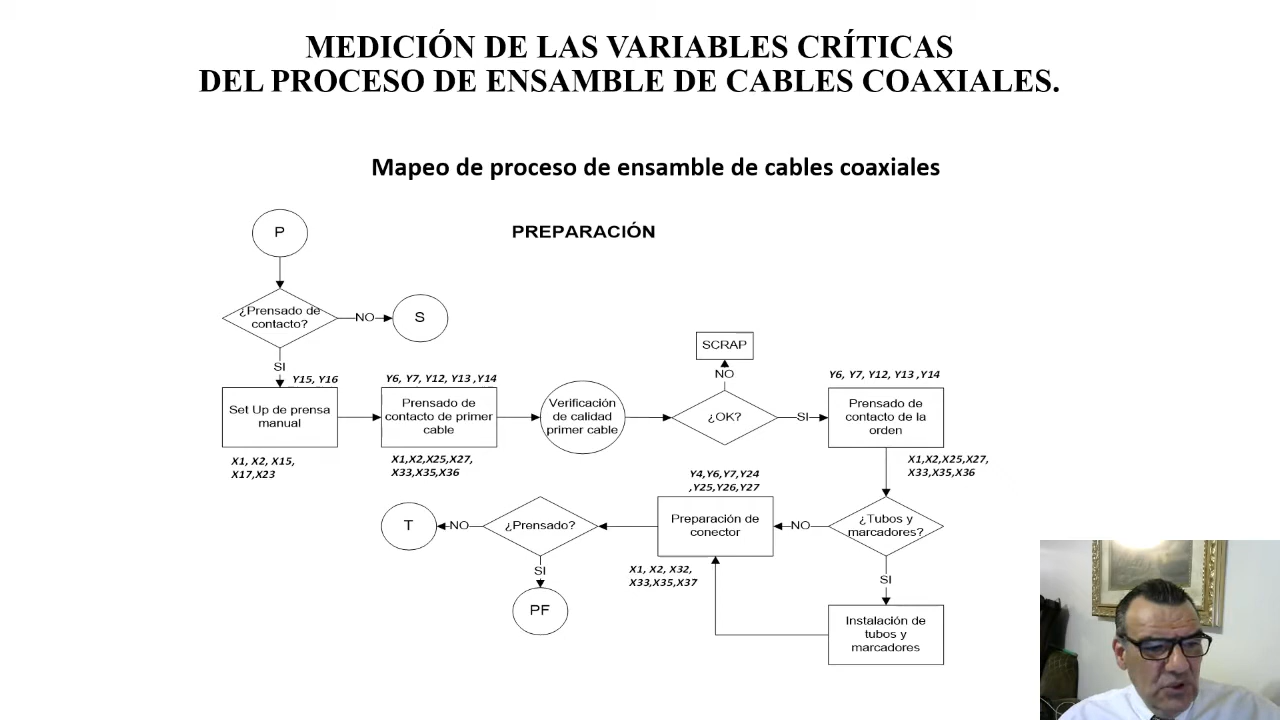 MEDICIÓN DE LAS VARIABLES CRÍTICAS
DEL PROCESO DE ENSAMBLE DE CABLES COAXIALES.
Mapeo de proceso de ensamble de cables coaxiales
PREPARACIÓN
P
¿Prensado de
contacto?
NO
S
SI
Y15, Y16
Set Up de prensa
manual
X1, X2, X15,
X17,X23
Y6, Y7, Y12, Y13 ,Y14
Prensado de
contacto de primer
cable
X1,X2,X25,X27,
X33,X35,X36
Verificación
de calidad
primer cable
¿OK?
NO
SCRAP
SI
Y6, Y7, Y12, Y13 ,Y14
Prensado de
contacto de la
orden
X1,X2,X25,X27,
X33,X35,X36
¿Tubos y
marcadores?
NO
SI
Instalación de
tubos y
marcadores
Y4,Y6,Y7,Y24
,Y25,Y26,Y27
Preparación de
conector
X1, X2, X32,
X33,X35,X37
¿Prensado?
NO
T
SI
PF